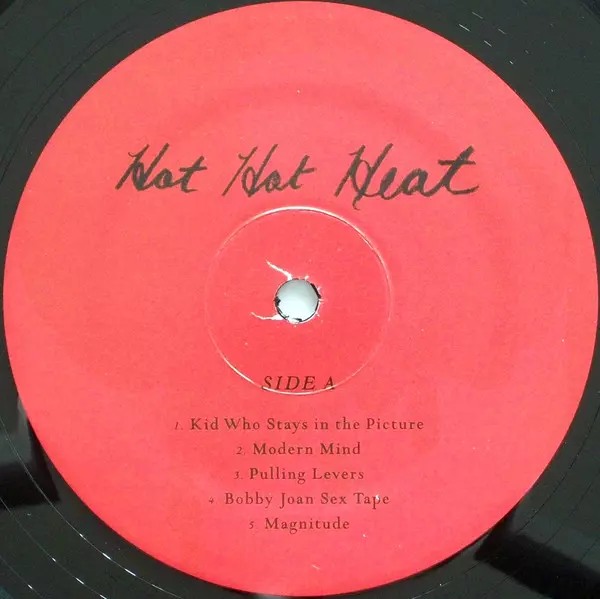 Hot Hot Heat
SIDE A
1. Kid Who Stays in the Picture
2. Modern Mind
3. Pulling Levers
4. Bobby Joan Sex Tape
5. Magnitude